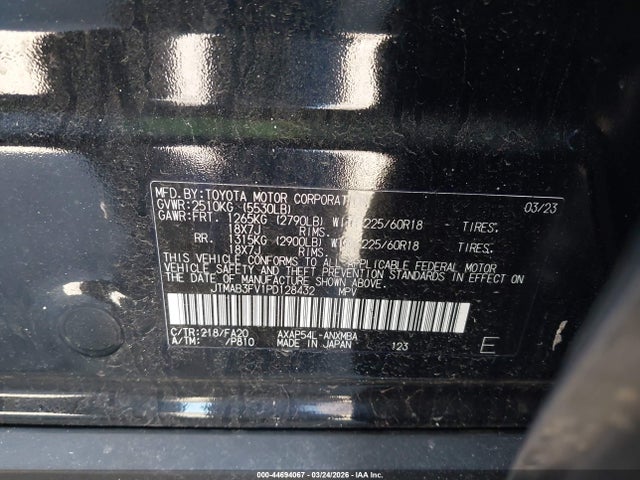 MFD.BY:TOYOTA MOTOR CORPORATION 03/23
GVWR:2510KG (5530LB)
GAWR:FRT. 1265KG (2790LB) WITH 225/60R18 TIRES.
18X7J RIMS.
RR. 1315KG (2900LB) WITH 225/60R18 TIRES.
18X7J RIMS.
THIS VEHICLE CONFORMS TO ALL APPLICABLE FEDERAL MOTOR
VEHICLE SAFETY AND THEFT PREVENTION STANDARDS IN EFFECT ON
THE DATE OF MANUFACTURE SHOWN ABOVE.
JTMAB3FV1PD128432 MPV
C/TR:218/FA20 AXAP54L-ANXMBA
A/TM: /P810 MADE IN JAPAN 123 E
000-44694067 - 03/24/2026 - IAA Inc.